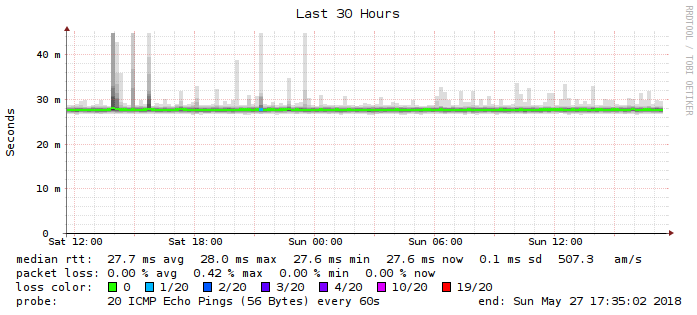 Last 30 Hours
RRDTOOL / TOBI OETIKER
Seconds
40 m
30 m
20 m
10 m
0
Sat 12:00 Sat 18:00 Sun 00:00 Sun 06:00 Sun 12:00
median rtt: 27.7 ms avg 28.0 ms max 27.6 ms min 27.6 ms now 0.1 ms sd 507.3 am/s
packet loss: 0.00 % avg 0.42 % max 0.00 % min 0.00 % now
loss color: 0 1/20 2/20 3/20 4/20 10/20 19/20
probe: 20 ICMP Echo Pings (56 Bytes) every 60s end: Sun May 27 17:35:02 2018